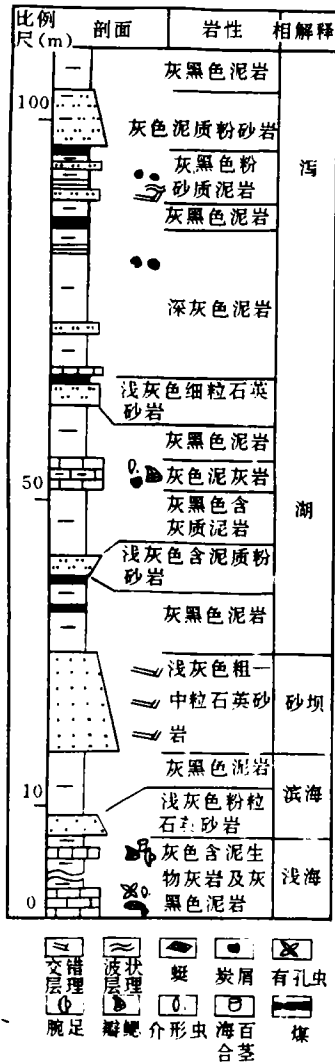 比例
尺(m)
剖面
岩性
相解释
灰黑色泥岩
100
灰色泥质粉砂岩
泻
灰黑色粉
砂质泥岩
灰黑色泥岩
深灰色泥岩
浅灰色细粒石英
砂岩
灰黑色泥岩
50
灰色泥灰岩
湖
灰黑色含
灰质泥岩
浅灰色含泥质粉
砂岩
灰黑色泥岩
浅灰色粗一
中粒石英砂
砂坝
岩
灰黑色泥岩
滨海
10
浅灰色粉粒
石英砂岩
灰色含泥生
浅海
物灰岩及灰
0
黑色泥岩
交错
层理
波状
层理
蜓
炭屑
有孔虫
腕足
瓣鳃
介形虫
海百
合茎
煤